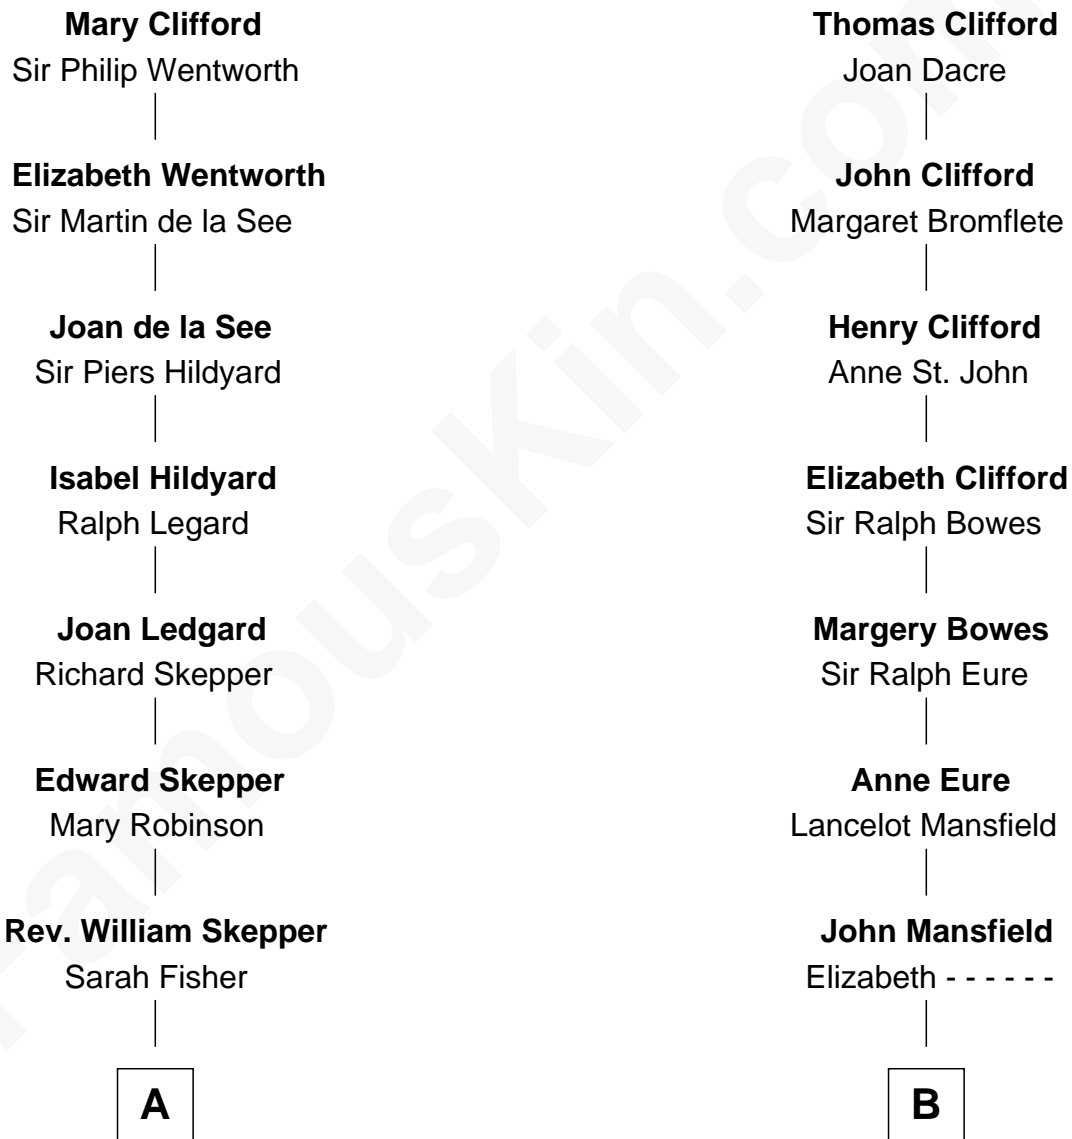 Mary Clifford
Sir Philip Wentworth
Elizabeth Wentworth
Sir Martin de la See
Joan de la See
Sir Piers Hildyard
Isabel Hildyard
Ralph Legard
Joan Ledgard
Richard Skepper
Edward Skepper
Mary Robinson
Rev. William Skepper
Sarah Fisher
A
Thomas Clifford
Joan Dacre
John Clifford
Margaret Bromflete
Henry Clifford
Anne St. John
Elizabeth Clifford
Sir Ralph Bowes
Margery Bowes
Sir Ralph Eure
Anne Eure
Lancelot Mansfield
John Mansfield
Elizabeth - - - - - -
B
FamousKin.com